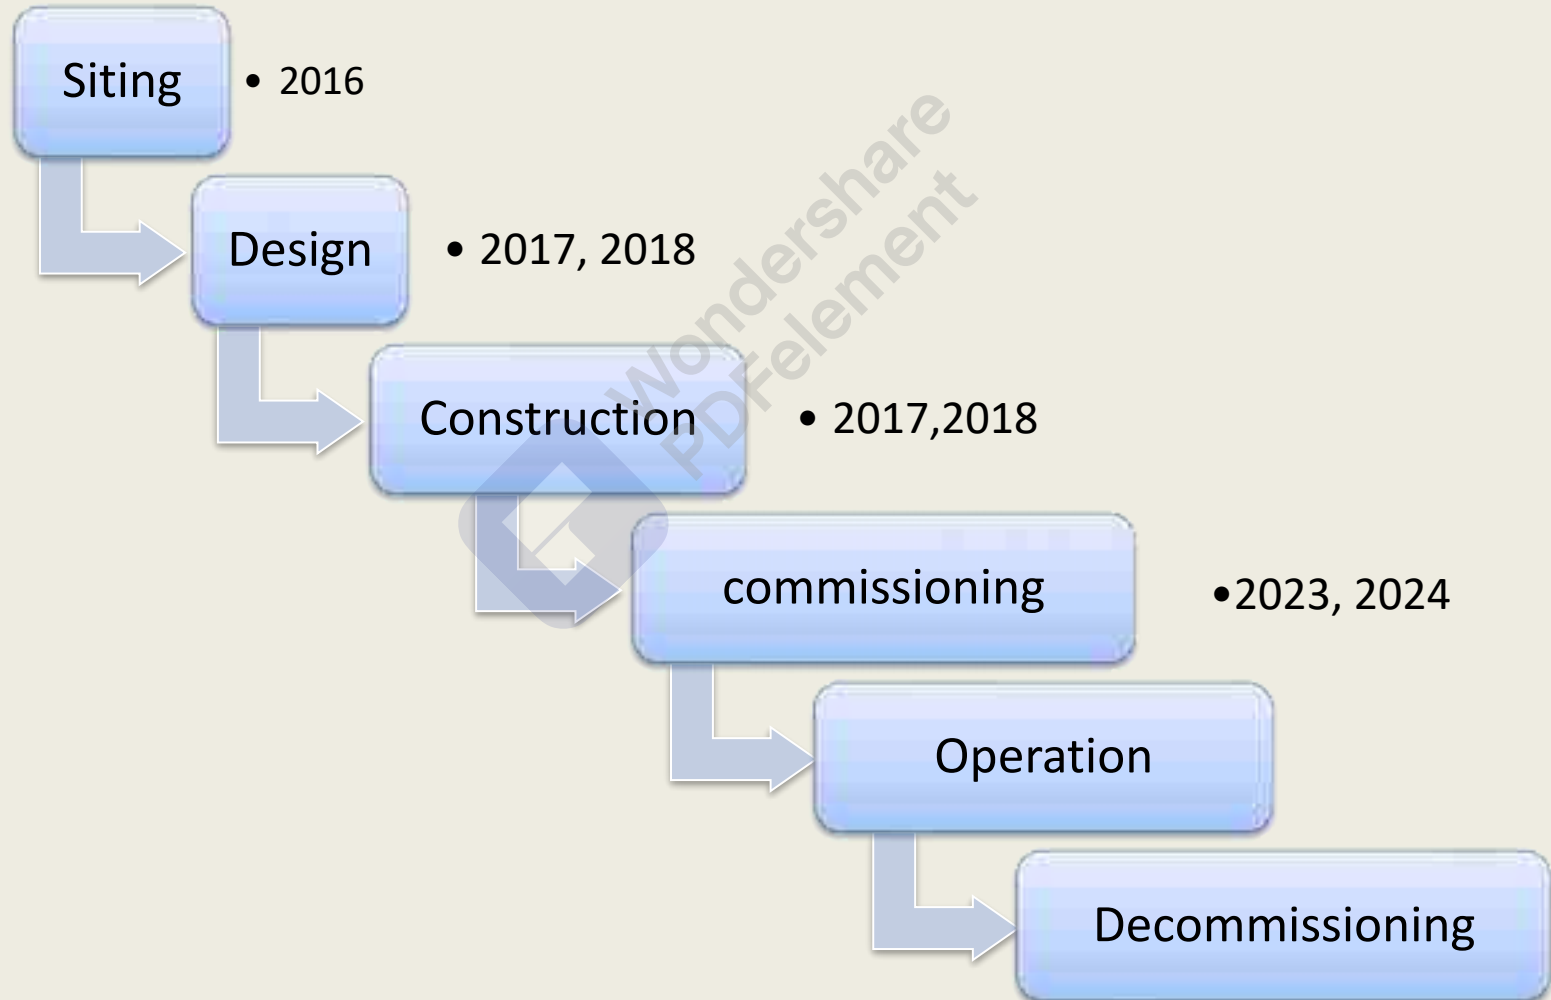 Siting
• 2016
Design
• 2017, 2018
Construction
• 2017,2018
commissioning
•2023, 2024
Operation
Decommissioning
Wondershare
PDFelement